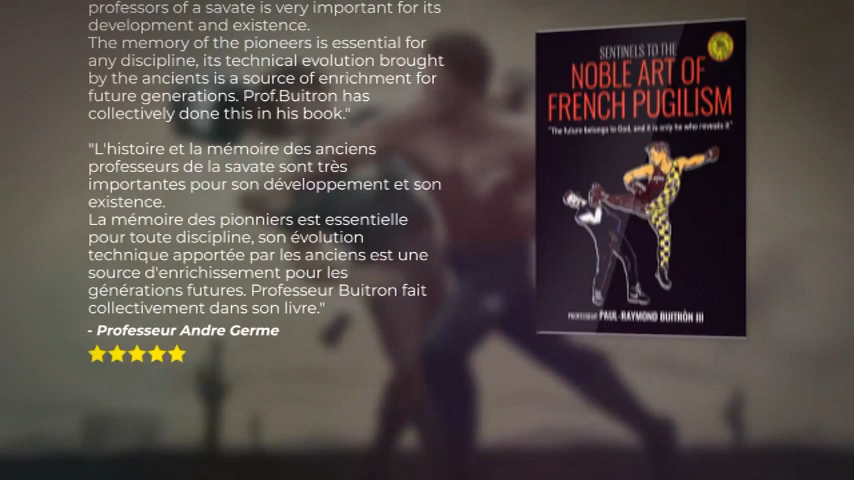 professors of a savate is very important for its
development and existence.
The memory of the pioneers is essential for
any discipline, its technical evolution brought
by the ancients is a source of enrichment for
future generations. Prof.Buitron has
collectively done this in his book."
"L'histoire et la mémoire des anciens
professeurs de la savate sont très
importantes pour son développement et son
existence.
La mémoire des pionniers est essentielle
pour toute discipline, son évolution
technique apportée par les anciens est une
source d'enrichissement pour les
générations futures. Professeur Buitron fait
collectivement dans son livre."
- Professeur Andre Germe
SENTINELS TO THE
NOBLE ART OF
FRENCH PUGILISM
"The future belongs to God, and it is only he who reveals it"
PROFESSEUR PAUL-RAYMOND BUITRÓN III